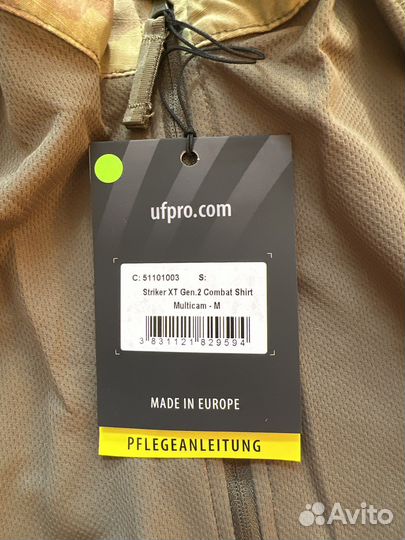 ufpro.com
C: 51101003 S:
Striker XT Gen.2 Combat Shirt
Multicam - M
3 831121 829594
MADE IN EUROPE
PFLEGEANLEITUNG
Avito